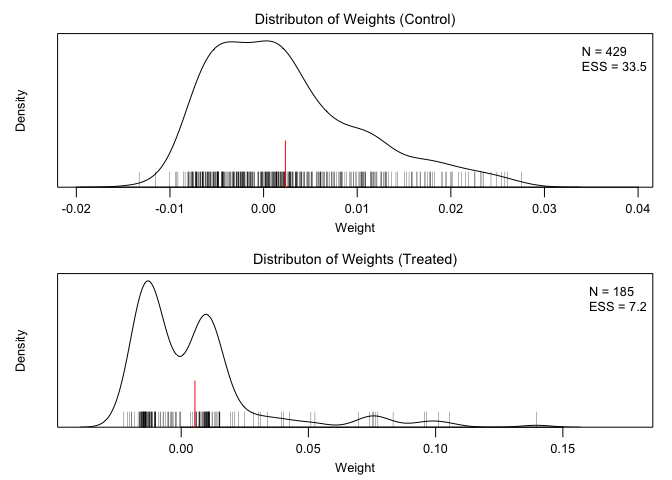 Distributon of Weights (Control)
N = 429
ESS = 33.5
Density
-0.02 -0.01 0.00 0.01 0.02 0.03 0.04
Weight
Distributon of Weights (Treated)
N = 185
ESS = 7.2
Density
0.00 0.05 0.10 0.15
Weight